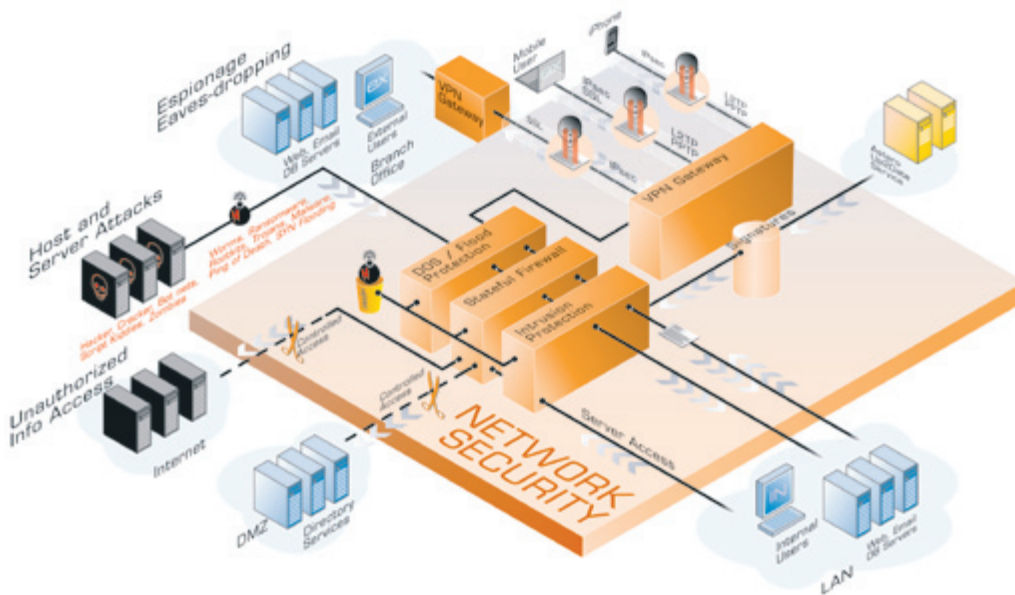 Espionage
Eaves-dropping
Web, Email
DB Servers
External
Users
Branch
Office
VPN
Gateway
Mobile
User
iPhone
IPsec
L2TP
PPTP
IPsec
SSL
L2TP
PPTP
SSL
IPsec
VPN Gateway
Astaro
Up2Date
Service
Signatures
Host and
Server Attacks
Worms, Ransomware,
Rootkits, Trojans, Malware,
Ping of Death, SYN Flooding
Hacker, Cracker, Bot nets,
Script Kiddies, Zombies
DOS / Flood
Protection
Stateful Firewall
Intrusion
Protection
Controlled
Access
Unauthorized
Info Access
Internet
Controlled
Access
DMZ
Directory
Services
NETWORK
SECURITY
Server Access
Internal
Users
Web, Email
DB Servers
LAN